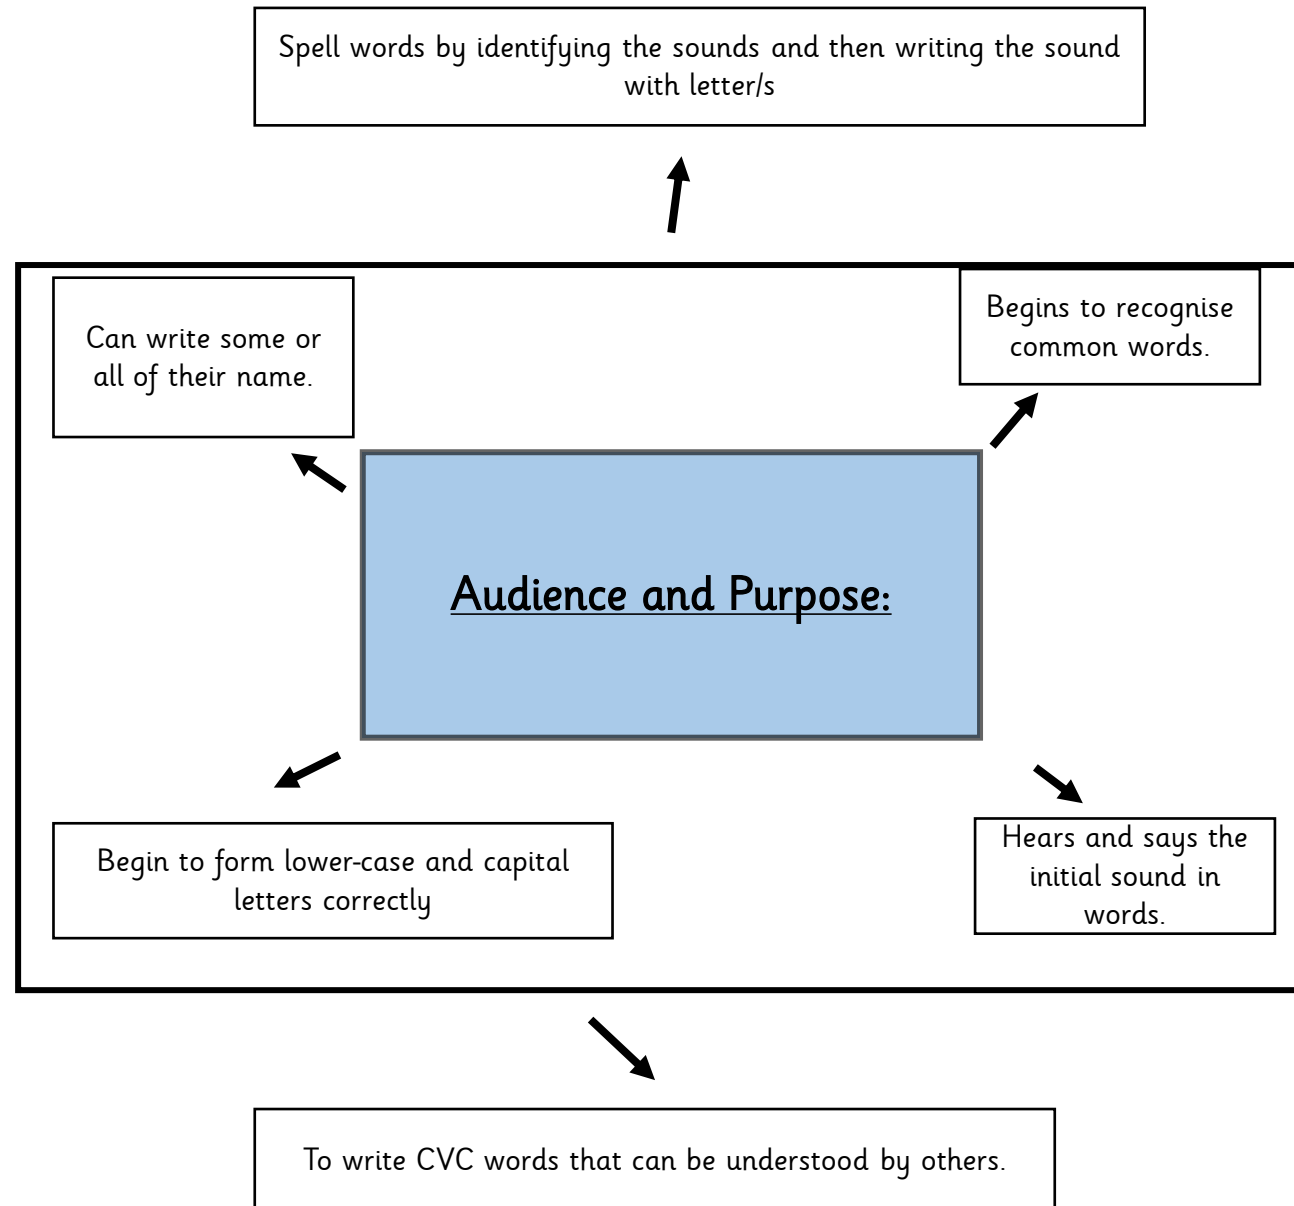 Spell words by identifying the sounds and then writing the sound
with letter/s
Can write some or
all of their name.
Begins to recognise
common words.
Audience and Purpose:
Begin to form lower-case and capital
letters correctly
Hears and says the
initial sound in
words.
To write CVC words that can be understood by others.